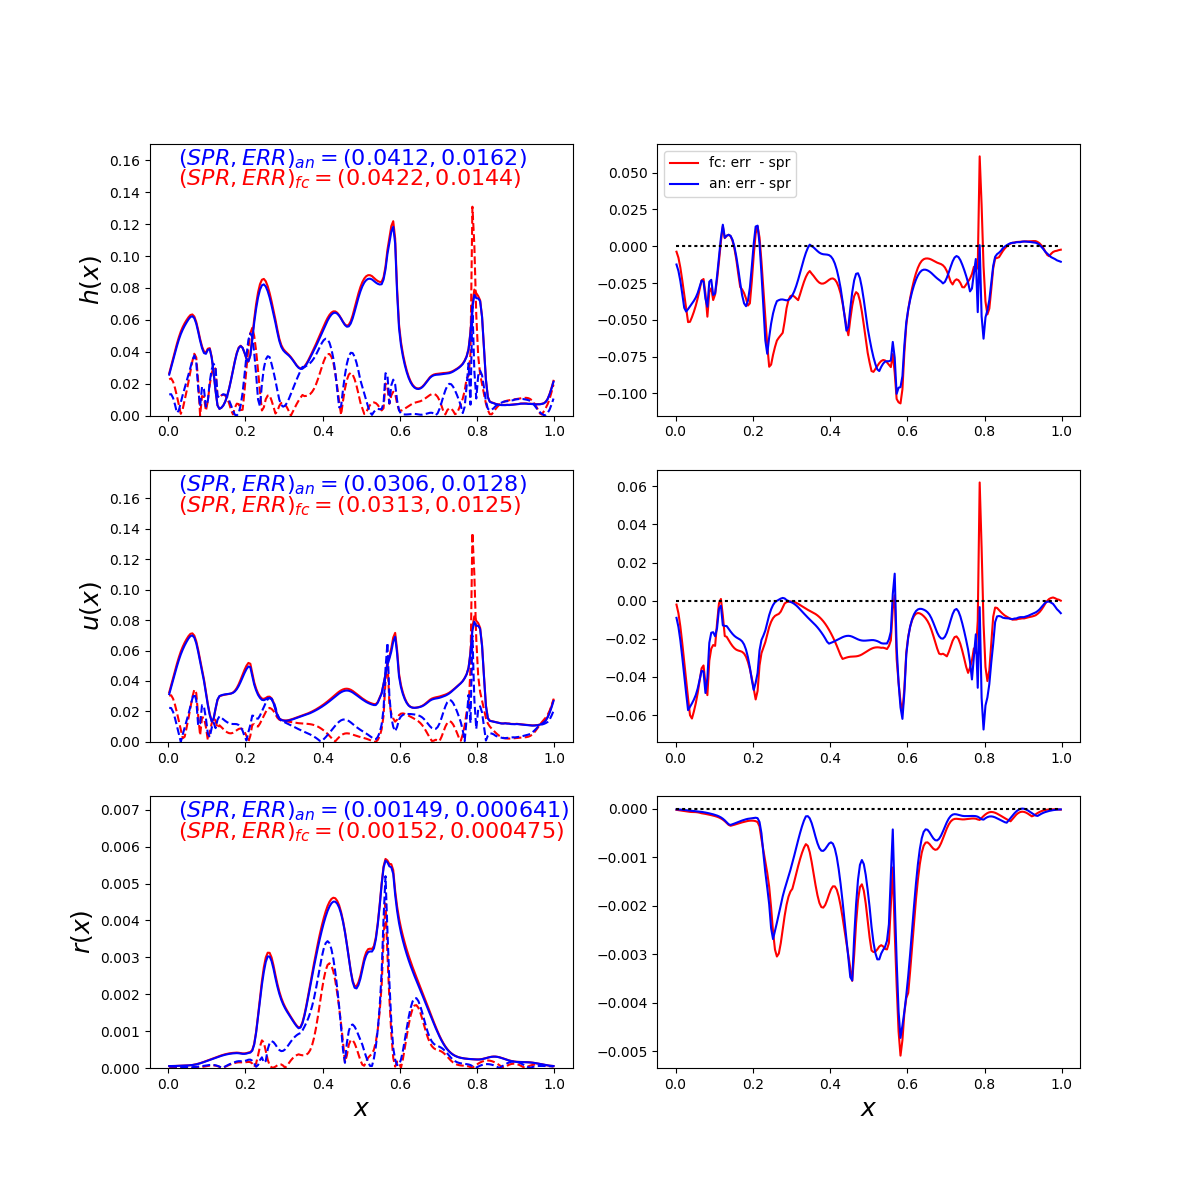 (SPR, ERR)an = (0.0412, 0.0162)
(SPR, ERR)fc = (0.0422, 0.0144)
h(x)
0.16
0.14
0.12
0.10
0.08
0.06
0.04
0.02
0.00
0.0 0.2 0.4 0.6 0.8 1.0
fc: err - spr
an: err - spr
0.050
0.025
0.000
−0.025
−0.050
−0.075
−0.100
0.0 0.2 0.4 0.6 0.8 1.0
(SPR, ERR)an = (0.0306, 0.0128)
(SPR, ERR)fc = (0.0313, 0.0125)
u(x)
0.16
0.14
0.12
0.10
0.08
0.06
0.04
0.02
0.00
0.0 0.2 0.4 0.6 0.8 1.0
0.06
0.04
0.02
0.00
−0.02
−0.04
−0.06
0.0 0.2 0.4 0.6 0.8 1.0
(SPR, ERR)an = (0.00149, 0.000641)
(SPR, ERR)fc = (0.00152, 0.000475)
r(x)
0.007
0.006
0.005
0.004
0.003
0.002
0.001
0.000
0.0 0.2 0.4 0.6 0.8 1.0
x
0.000
−0.001
−0.002
−0.003
−0.004
−0.005
0.0 0.2 0.4 0.6 0.8 1.0
x